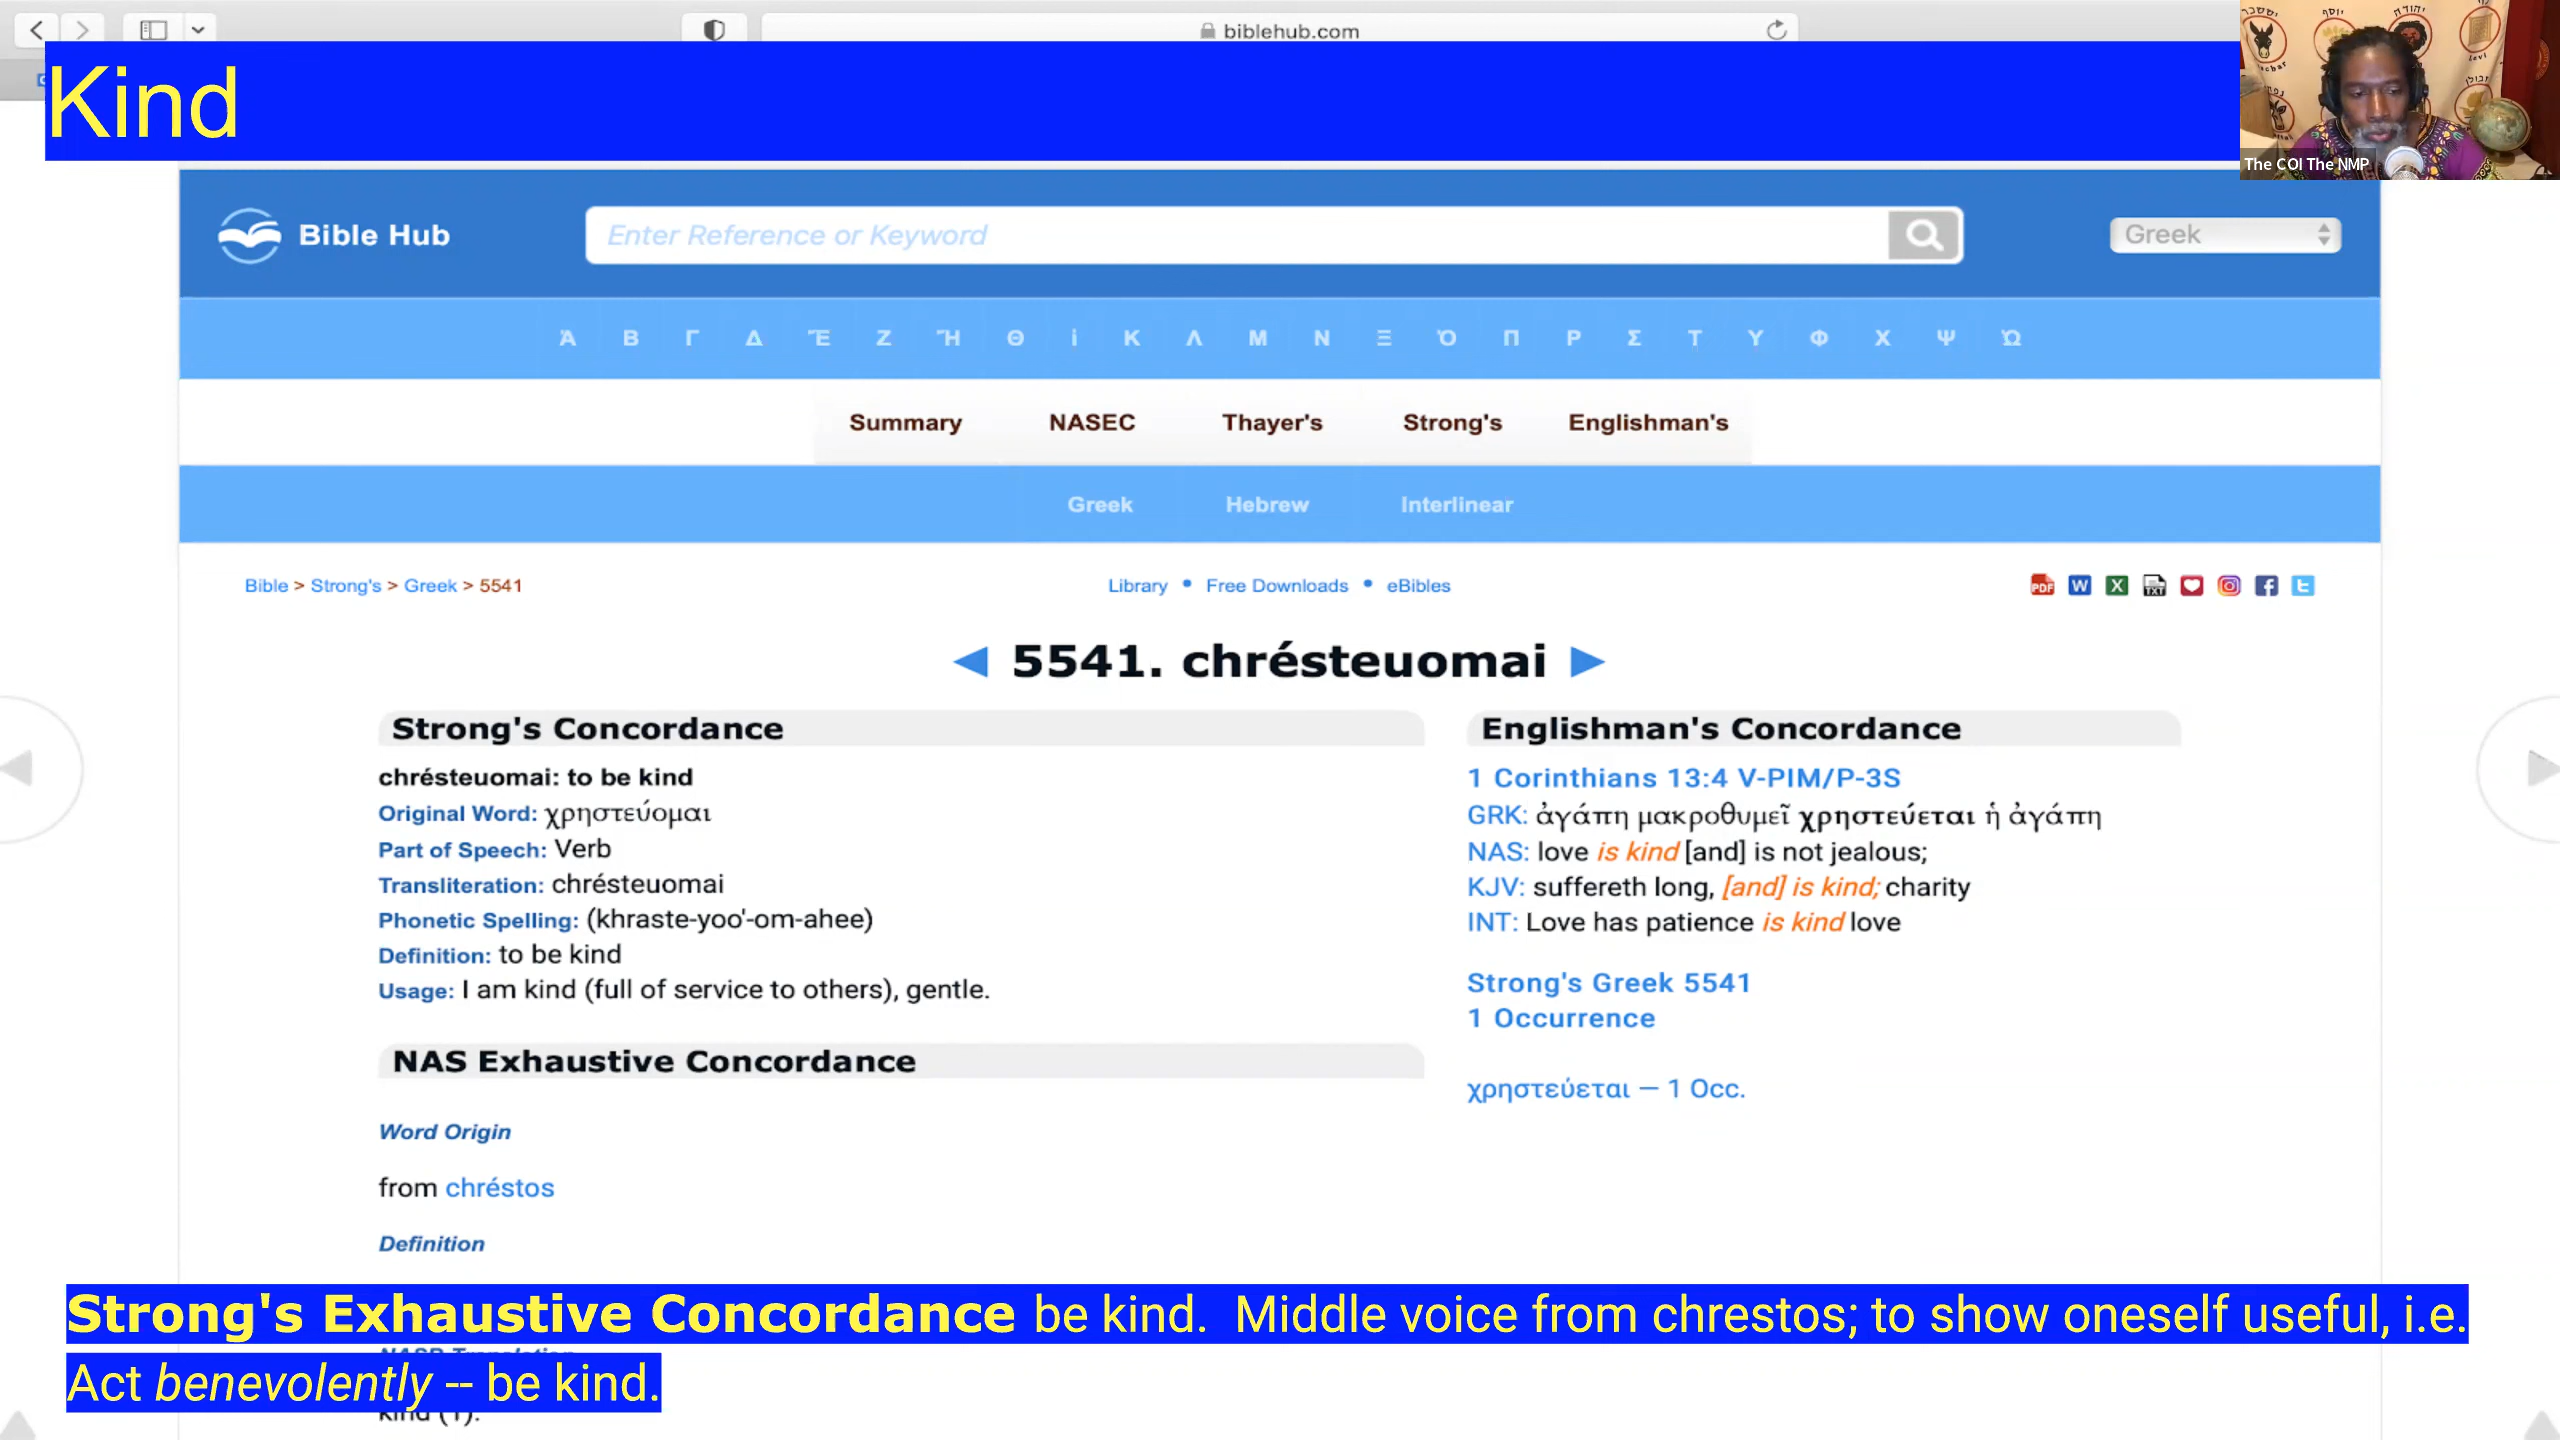 biblehub.com
Kind
The COI The NMP
Bible Hub
Enter Reference or Keyword
Greek
Ἀ Β Γ Δ Ἔ Ζ Ἤ Θ ἰ Κ Λ Μ Ν Ξ Ὀ Π Ρ Σ Τ Υ Φ Χ Ψ Ὠ
Summary NASEC Thayer's Strong's Englishman's
Greek Hebrew Interlinear
Bible > Strong's > Greek > 5541
Library • Free Downloads • eBibles
◄ 5541. chrésteuomai ►
Strong's Concordance
chrésteuomai: to be kind
Original Word: χρηστεύομαι
Part of Speech: Verb
Transliteration: chrésteuomai
Phonetic Spelling: (khraste-yoo'-om-ahee)
Definition: to be kind
Usage: I am kind (full of service to others), gentle.
NAS Exhaustive Concordance
Word Origin
from chréstos
Definition
Englishman's Concordance
1 Corinthians 13:4 V-PIM/P-3S
GRK: ἀγάπη μακροθυμεῖ χρηστεύεται ἡ ἀγάπη
NAS: love is kind [and] is not jealous;
KJV: suffereth long, [and] is kind; charity
INT: Love has patience is kind love
Strong's Greek 5541
1 Occurrence
χρηστεύεται — 1 Occ.
Strong's Exhaustive Concordance be kind. Middle voice from chrestos; to show oneself useful, i.e.
Act benevolently -- be kind.
kind (1).